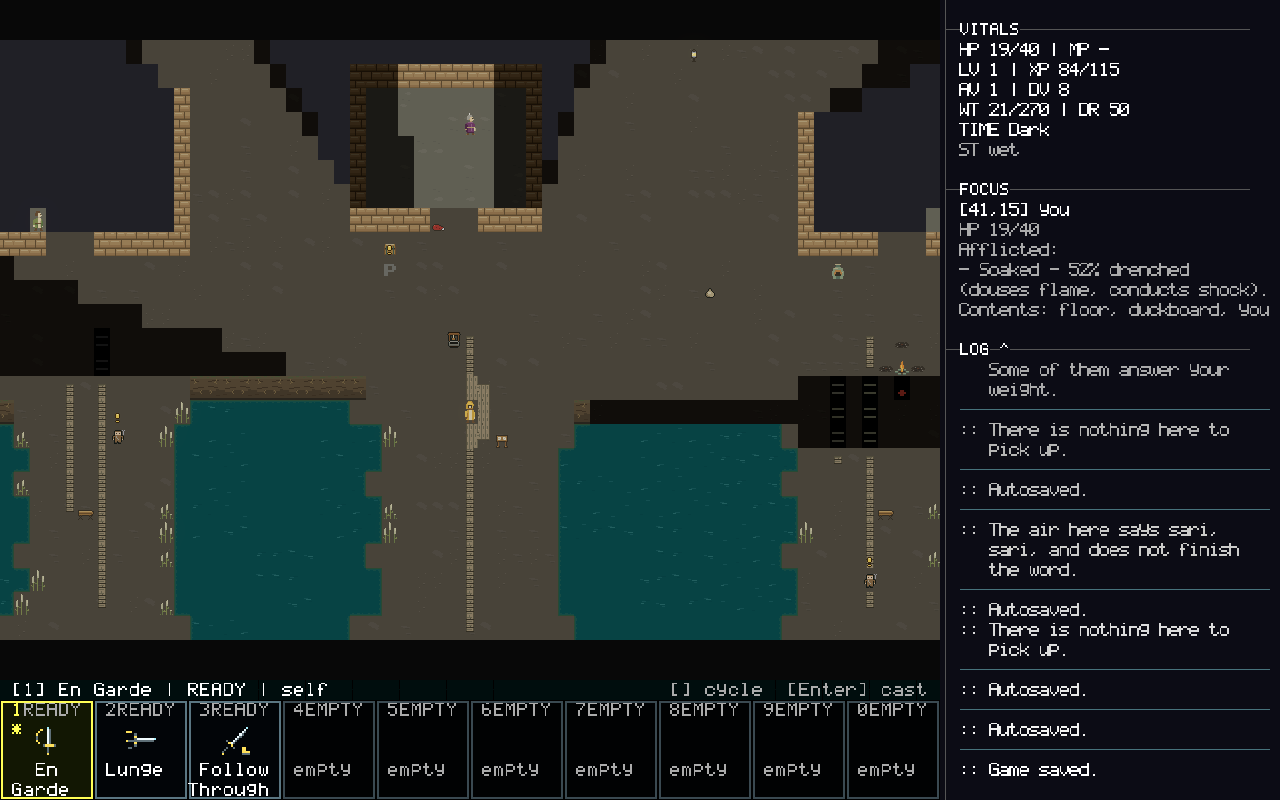 VITALS
HP 19/40 | MP -
LV 1 | XP 84/115
AV 1 | DV 8
WT 21/270 | DR 50
TIME Dark
ST wet
FOCUS
[41,15] You
HP 19/40
Afflicted:
- Soaked - 52% drenched
(douses flame, conducts shock).
Contents: floor, duckboard, You
LOG ^
Some of them answer your
weight.
:: There is nothing here to
pick up.
:: Autosaved.
:: The air here says sari,
sari, and does not finish
the word.
:: Autosaved.
:: There is nothing here to
pick up.
:: Autosaved.
:: Autosaved.
:: Game saved.
P
[1] En Garde | READY | self
[] cycle [Enter] cast
1READY 2READY 3READY 4EMPTY 5EMPTY 6EMPTY 7EMPTY 8EMPTY 9EMPTY 0EMPTY
*
En Garde
Lunge
Follow Through
empty empty empty empty empty empty empty